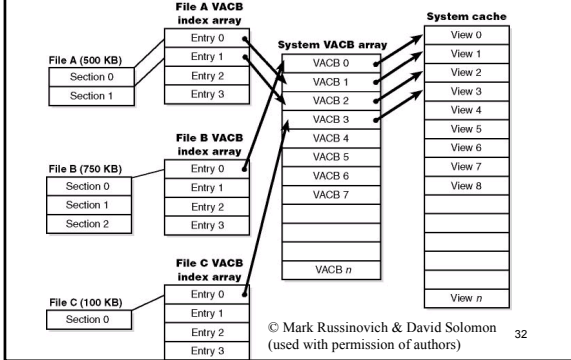 File A VACB
index array
Entry 0
Entry 1
Entry 2
Entry 3
File A (500 KB)
Section 0
Section 1
File B VACB
index array
Entry 0
Entry 1
Entry 2
Entry 3
File B (750 KB)
Section 0
Section 1
Section 2
File C VACB
index array
Entry 0
Entry 1
Entry 2
Entry 3
File C (100 KB)
Section 0
System VACB array
VACB 0
VACB 1
VACB 2
VACB 3
VACB 4
VACB 5
VACB 6
VACB 7
VACB n
System cache
View 0
View 1
View 2
View 3
View 4
View 5
View 6
View 7
View 8
View n
© Mark Russinovich & David Solomon
(used with permission of authors)
32